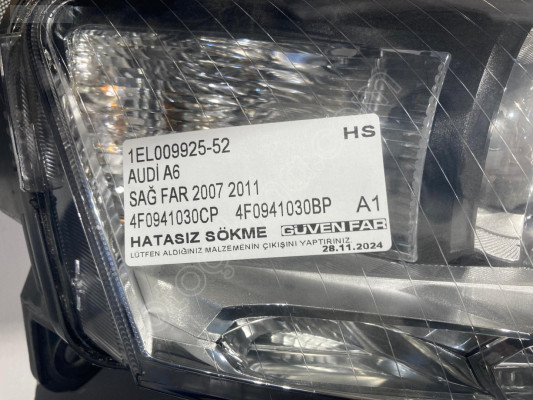 HS
1EL009925-52
AUDİ A6
SAĞ FAR 2007 2011
4F0941030CP 4F0941030BP A1
HATASIZ SÖKME GÜVEN FAR
LÜTFEN ALDIĞINIZ MALZEMENİN ÇIKIŞINI YAPTIRINIZ
28.11.2024